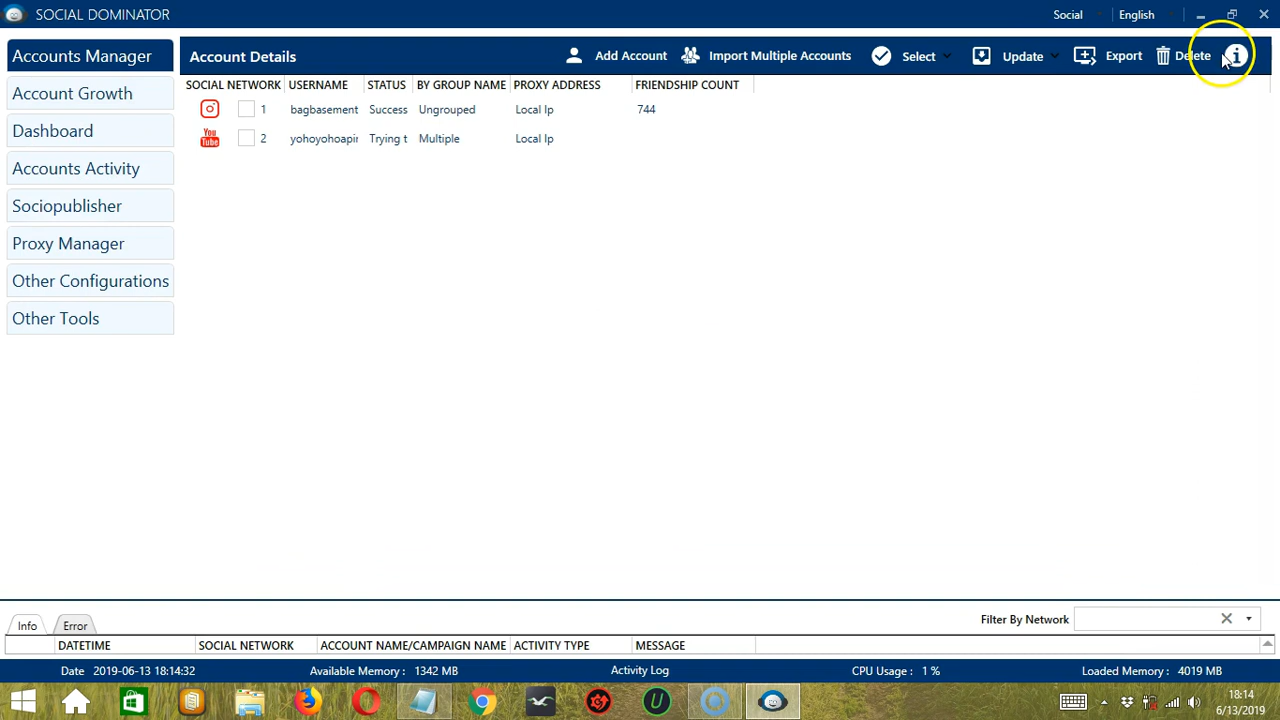 SOCIAL DOMINATOR Social English
Accounts Manager
Account Growth
Dashboard
Accounts Activity
Sociopublisher
Proxy Manager
Other Configurations
Other Tools
Account Details Add Account Import Multiple Accounts Select Update Export Delete
SOCIAL NETWORK USERNAME STATUS BY GROUP NAME PROXY ADDRESS FRIENDSHIP COUNT
1 bagbasement Success Ungrouped Local Ip 744
You Tube 2 yohoyohoapir Trying t Multiple Local Ip
Info Error Filter By Network
DATETIME SOCIAL NETWORK ACCOUNT NAME/CAMPAIGN NAME ACTIVITY TYPE MESSAGE
Date 2019-06-13 18:14:32 Available Memory : 1342 MB Activity Log CPU Usage : 1 % Loaded Memory : 4019 MB
18:14
6/13/2019